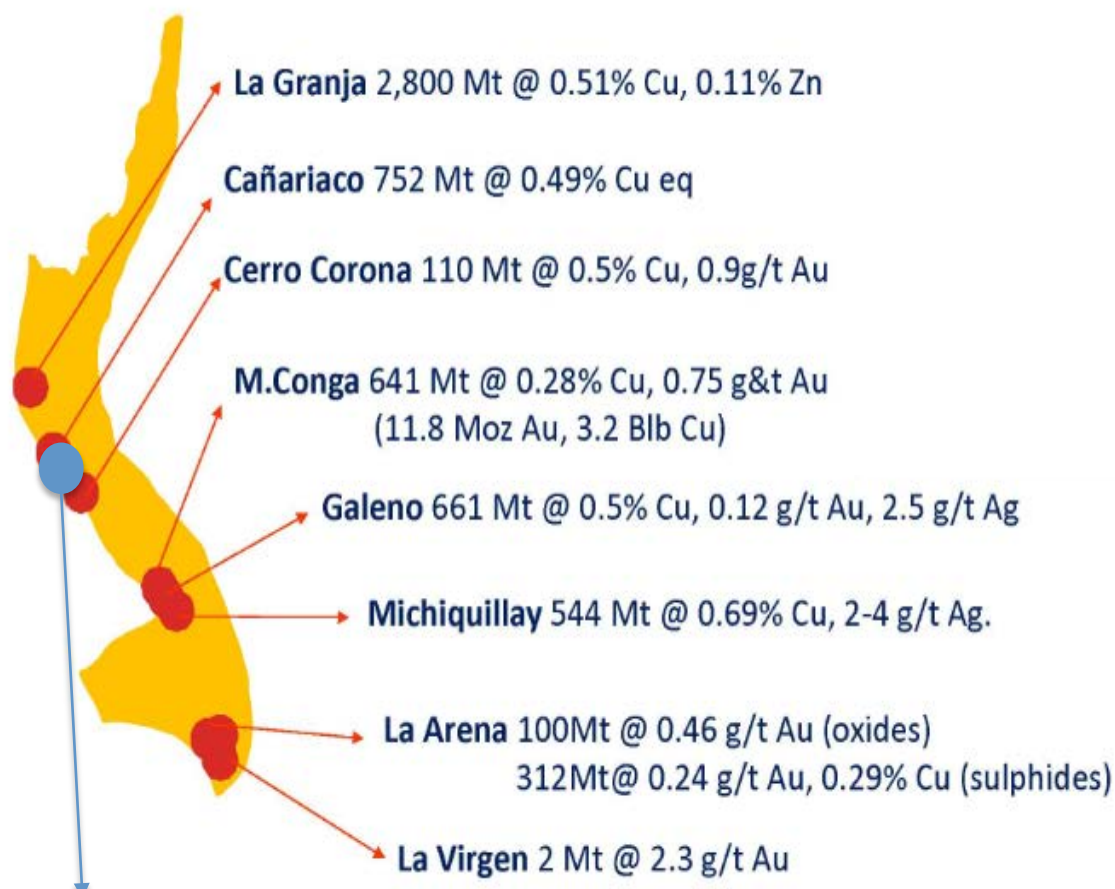 La Granja 2,800 Mt @ 0.51% Cu, 0.11% Zn
Cañariaco 752 Mt @ 0.49% Cu eq
Cerro Corona 110 Mt @ 0.5% Cu, 0.9g/t Au
M.Conga 641 Mt @ 0.28% Cu, 0.75 g&t Au
(11.8 Moz Au, 3.2 Blb Cu)
Galeno 661 Mt @ 0.5% Cu, 0.12 g/t Au, 2.5 g/t Ag
Michiquillay 544 Mt @ 0.69% Cu, 2-4 g/t Ag.
La Arena 100Mt @ 0.46 g/t Au (oxides)
312Mt@ 0.24 g/t Au, 0.29% Cu (sulphides)
La Virgen 2 Mt @ 2.3 g/t Au